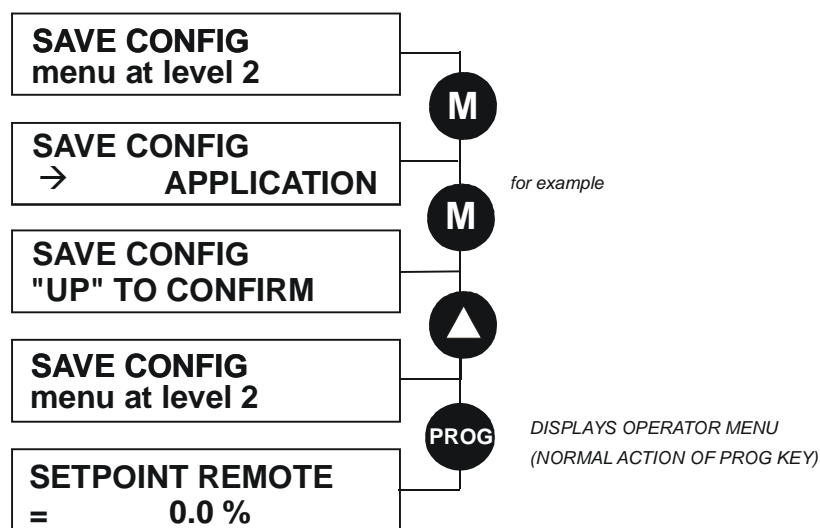 SAVE CONFIG
menu at level 2
M
SAVE CONFIG
→ APPLICATION
for example
M
SAVE CONFIG
"UP" TO CONFIRM
SAVE CONFIG
menu at level 2
PROG
DISPLAYS OPERATOR MENU
(NORMAL ACTION OF PROG KEY)
SETPOINT REMOTE
= 0.0 %